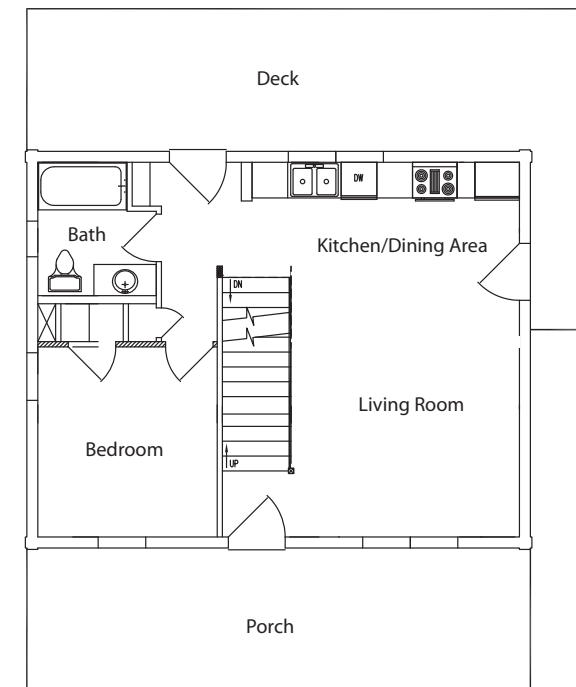 Deck
DW
Bath
Kitchen/Dining Area
DN
Living Room
Bedroom
UP
Porch